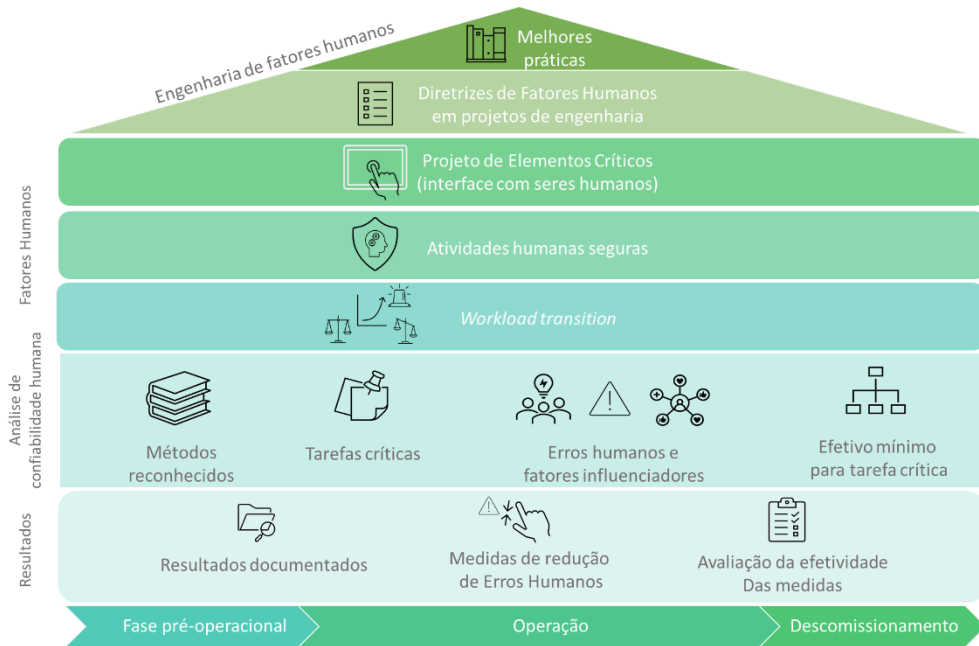 Engenharia de fatores humanos
Melhores
práticas
Diretrizes de Fatores Humanos
em projetos de engenharia
Fatores Humanos
Projeto de Elementos Críticos
(interface com seres humanos)
Atividades humanas seguras
Workload transition
Análise de
confiabilidade humana
Métodos
reconhecidos
Tarefas críticas
Erros humanos e
fatores influenciadores
Efetivo mínimo
para tarefa crítica
Resultados
Resultados documentados
Medidas de redução
de Erros Humanos
Avaliação da efetividade
Das medidas
Fase pré-operacional
Operação
Descomissionamento